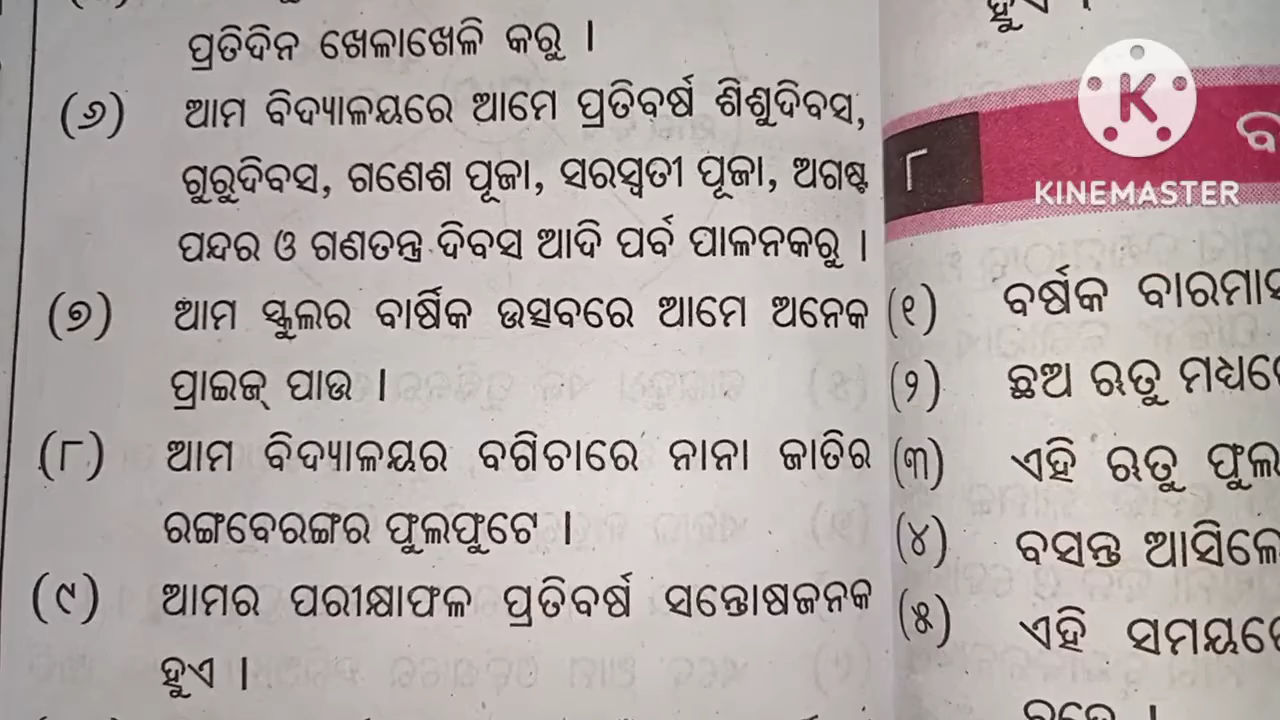 ପ୍ରତିଦିନ ଖେଳାଖେଳି କରୁ ।
(୬) ଆମ ବିଦ୍ୟାଳୟରେ ଆମେ ପ୍ରତିବର୍ଷ ଶିଶୁଦିବସ,
ଗୁରୁଦିବସ, ଗଣେଶ ପୂଜା, ସରସ୍ୱତୀ ପୂଜା, ଅଗଷ୍ଟ
ପନ୍ଦର ଓ ଗଣତନ୍ତ୍ର ଦିବସ ଆଦି ପର୍ବ ପାଳନକରୁ ।
(୭) ଆମ ସ୍କୁଲର ବାର୍ଷିକ ଉତ୍ସବରେ ଆମେ ଅନେକ
ପ୍ରାଇଜ୍ ପାଉ ।
(୮) ଆମ ବିଦ୍ୟାଳୟର ବଗିଚାରେ ନାନା ଜାତିର
ରଙ୍ଗବେରଙ୍ଗର ଫୁଲଫୁଟେ ।
(୯) ଆମର ପରୀକ୍ଷାଫଳ ପ୍ରତିବର୍ଷ ସନ୍ତୋଷଜନକ
ହୁଏ ।
ହୁଏ ।
୮
KINEMASTER
(୧) ବର୍ଷକ ବାରମାସ
(୨) ଛଅ ଋତୁ ମଧ୍ୟରେ
(୩) ଏହି ଋତୁ ଫୁଲ
(୪) ବସନ୍ତ ଆସିଲେ
(୫) ଏହି ସମୟରେ